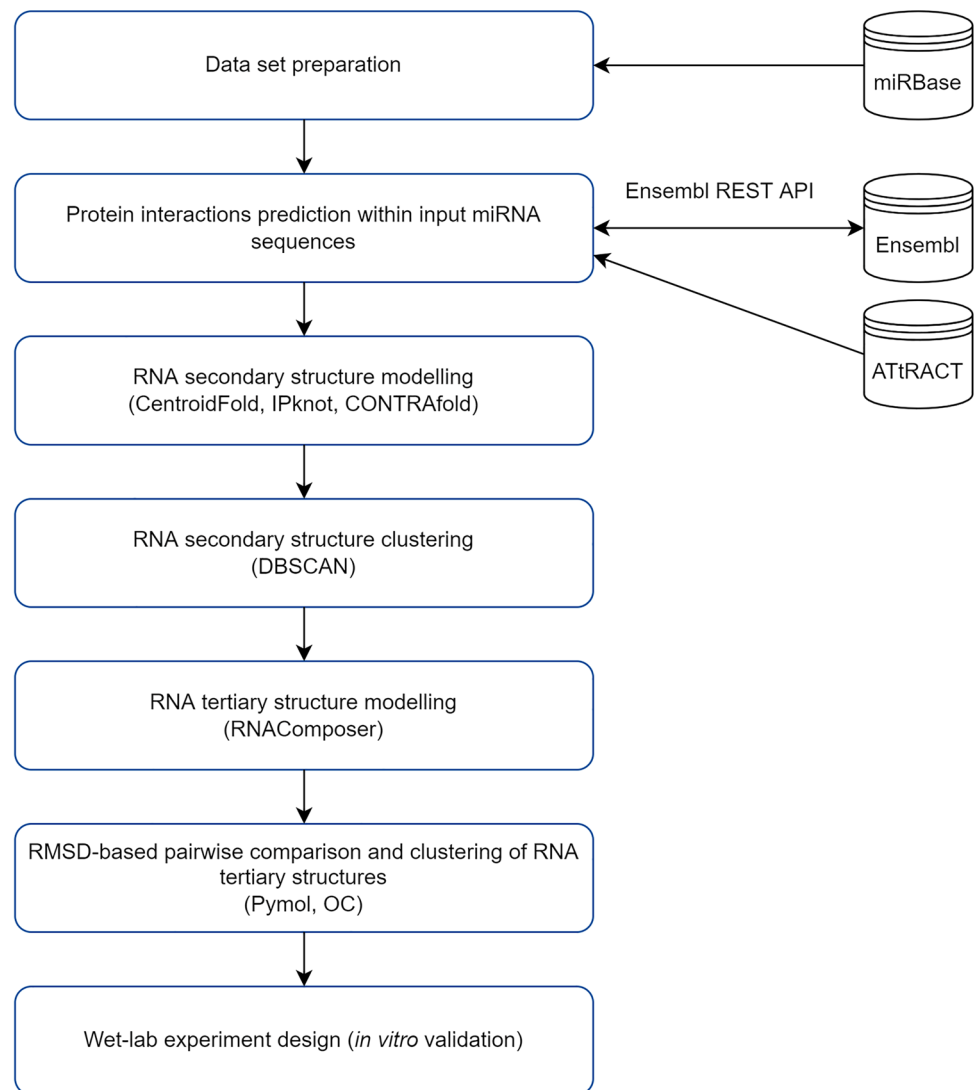 Data set preparation
miRBase
Protein interactions prediction within input miRNA
sequences
Ensembl REST API
Ensembl
ATtRACT
RNA secondary structure modelling
(CentroidFold, IPknot, CONTRAfold)
RNA secondary structure clustering
(DBSCAN)
RNA tertiary structure modelling
(RNAComposer)
RMSD-based pairwise comparison and clustering of RNA
tertiary structures
(Pymol, OC)
Wet-lab experiment design (in vitro validation)